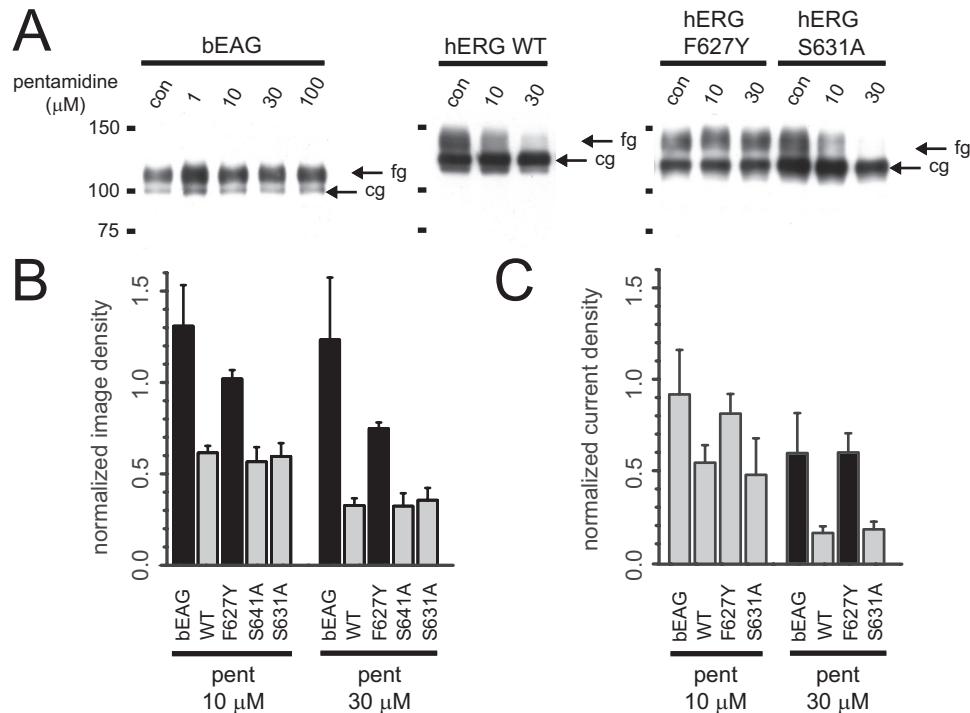 A
bEAG
hERG WT
hERG F627Y
hERG S631A
pentamidine (μM)
con 1 10 30 100
con 10 30
con 10 30 con 10 30
150
100
75
fg
cg
fg
cg
fg
cg
B
normalized image density
0.0 0.5 1.0 1.5
bEAG WT F627Y S641A S631A
bEAG WT F627Y S641A S631A
pent 10 μM
pent 30 μM
C
normalized current density
0.0 0.5 1.0 1.5
bEAG WT F627Y S631A
bEAG WT F627Y S631A
pent 10 μM
pent 30 μM